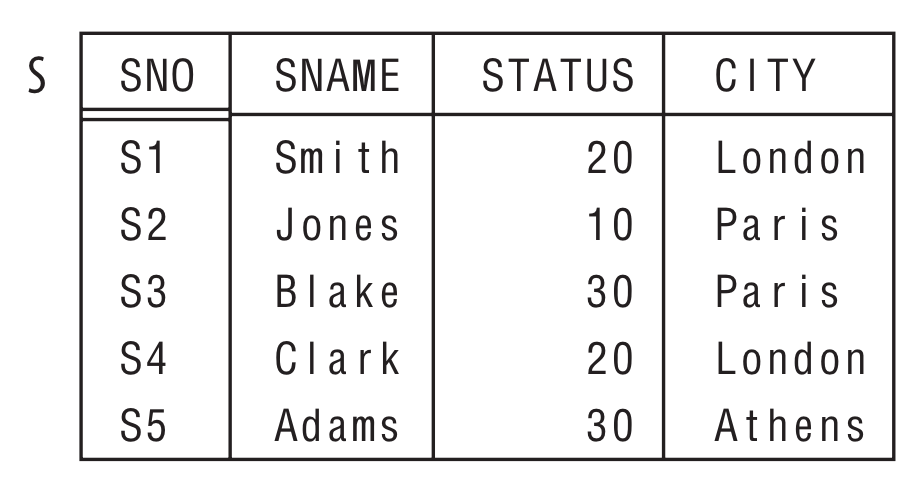 S SNO SNAME STATUS CITY
S1 Smith 20 London
S2 Jones 10 Paris
S3 Blake 30 Paris
S4 Clark 20 London
S5 Adams 30 Athens